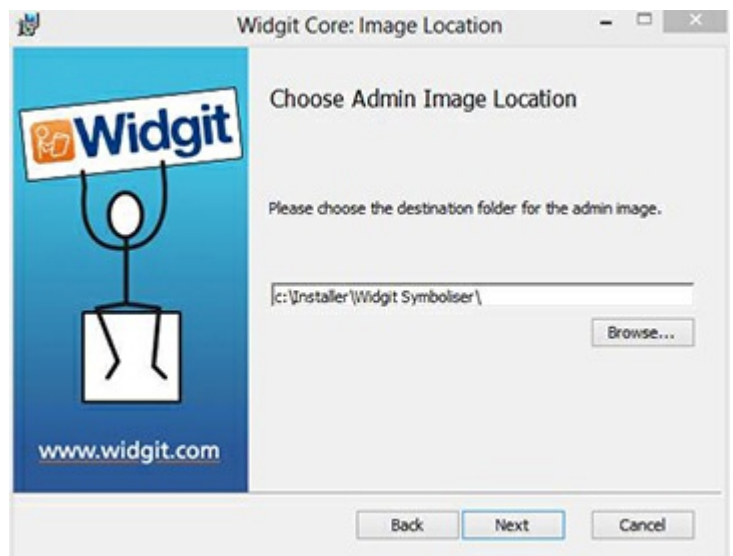 Widgit Core: Image Location
Widgit
Choose Admin Image Location
Please choose the destination folder for the admin image.
c:\Installer\Widgit Symboliser\
Browse...
www.widgit.com
Back Next Cancel